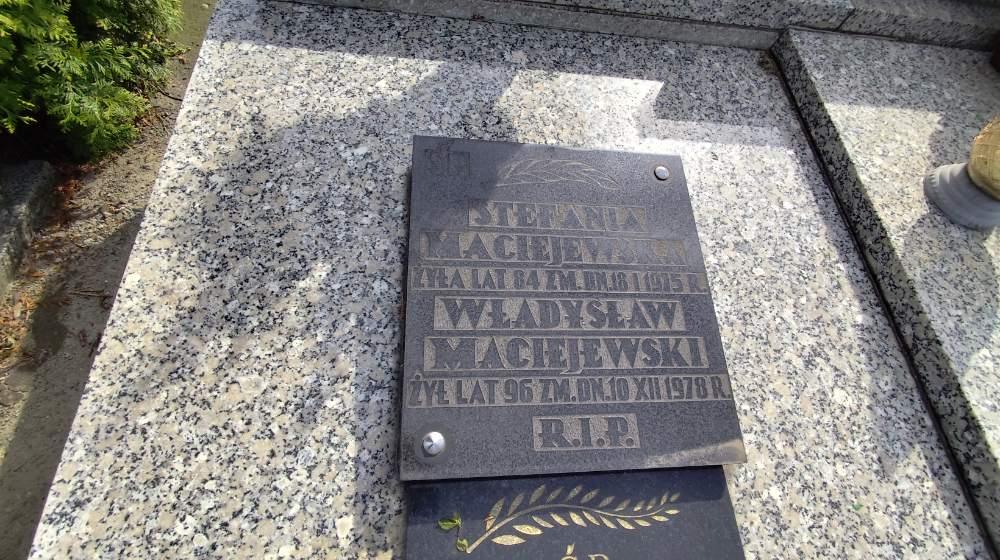 STEFANIA
MACIEJEWSKA
ŻYŁA LAT 84 ZM. DN. 18 I 1975 R.
WŁADYSŁAW
MACIEJEWSKI
ŻYŁ LAT 96 ZM. DN. 10 XII 1978 R.
R.I.P.
ŚP.